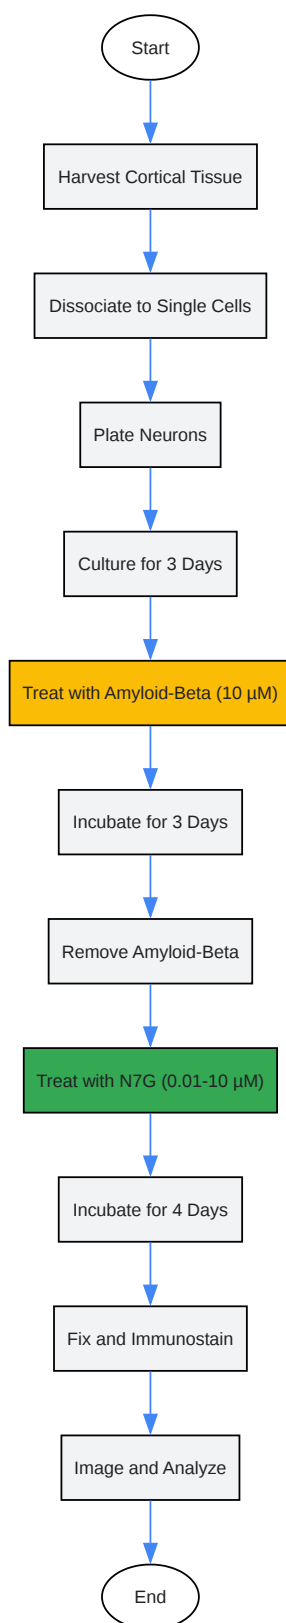 Start
Harvest Cortical Tissue
Dissociate to Single Cells
Plate Neurons
Culture for 3 Days
Treat with Amyloid-Beta (10 µM)
Incubate for 3 Days
Remove Amyloid-Beta
Treat with N7G (0.01-10 µM)
Incubate for 4 Days
Fix and Immunostain
Image and Analyze
End